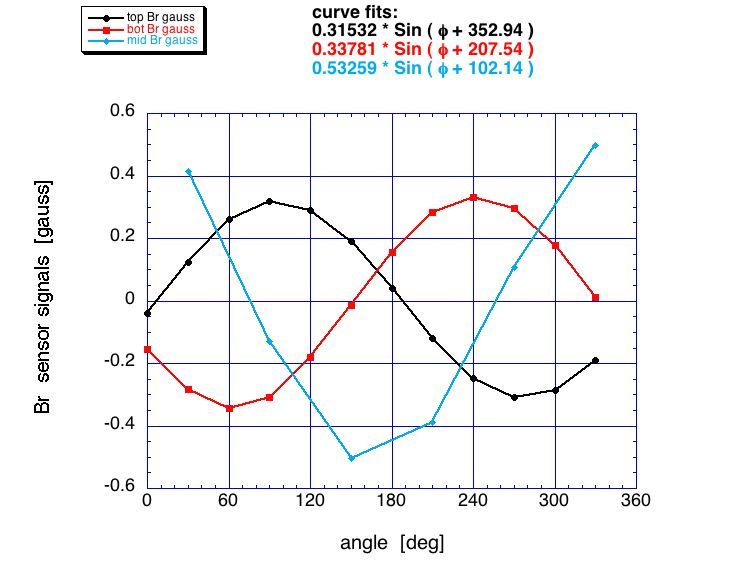 top Br gauss
bot Br gauss
mid Br gauss
curve fits:
0.31532 * Sin ( ϕ + 352.94 )
0.33781 * Sin ( ϕ + 207.54 )
0.53259 * Sin ( ϕ + 102.14 )
0.6
0.4
0.2
0
-0.2
-0.4
-0.6
Br sensor signals [gauss]
0 60 120 180 240 300 360
angle [deg]